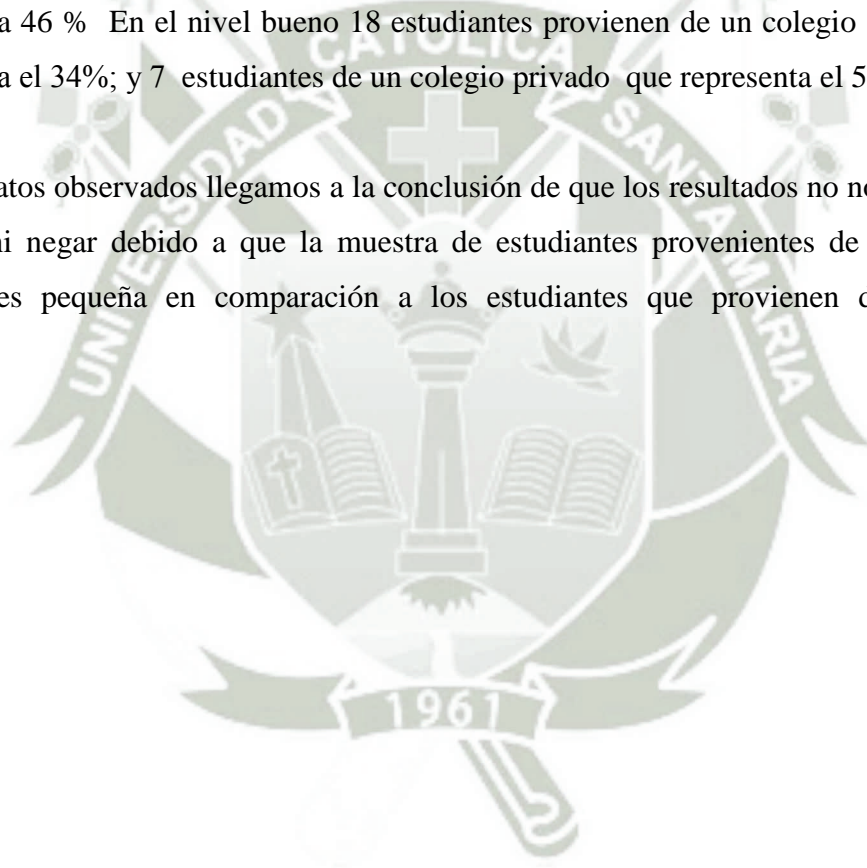 a 46 % En el nivel bueno 18 estudiantes provienen de un colegio
a el 34%; y 7 estudiantes de un colegio privado que representa el 5
atos observados llegamos a la conclusión de que los resultados no
ni negar debido a que la muestra de estudiantes provenientes de
es pequeña en comparación a los estudiantes que provienen
UNIVERSIDAD CATOLICA SANTA MARIA
1961